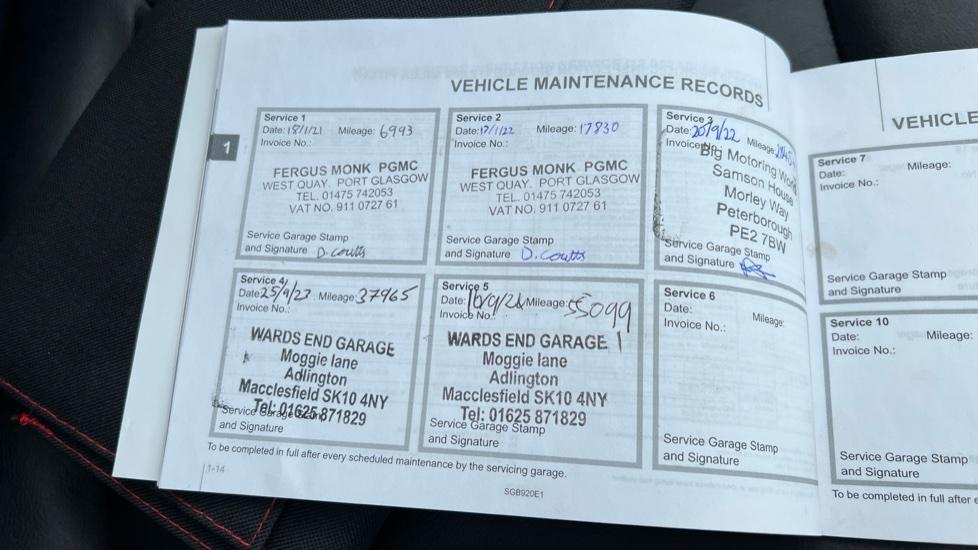 VEHICLE MAINTENANCE RECORDS
1
Service 1
Date: 18/1/21 Mileage: 6993
Invoice No.:
FERGUS MONK PGMC
WEST QUAY. PORT GLASGOW
TEL. 01475 742053
VAT NO. 911 0727 61
Service Garage Stamp
and Signature D. Coutts
Service 2
Date: 17/1/22 Mileage: 17830
Invoice No.:
FERGUS MONK PGMC
WEST QUAY. PORT GLASGOW
TEL. 01475 742053
VAT NO. 911 0727 61
Service Garage Stamp
and Signature D. Coutts
Service 3
Date: 20/9/22 Mileage:
Invoice No.:
Big Motoring World
Samson House
Morley Way
Peterborough
PE2 7BW
Service Garage Stamp
and Signature
Service 4
Date: 25/9/23 Mileage: 37965
Invoice No.:
WARDS END GARAGE
Moggie lane
Adlington
Macclesfield SK10 4NY
Tel: 01625 871829
Service Garage Stamp
and Signature
Service 5
Date: Mileage: 55099
Invoice No.:
WARDS END GARAGE
Moggie lane
Adlington
Macclesfield SK10 4NY
Tel: 01625 871829
Service Garage Stamp
and Signature
Service 6
Date: Mileage:
Invoice No.:
Service Garage Stamp
and Signature
To be completed in full after every scheduled maintenance by the servicing garage.
1-14
SGB920E1
VEHICLE
Service 7
Date: Mileage:
Invoice No.:
Service Garage Stamp
and Signature
Service 10
Date: Mileage:
Invoice No.:
Service Garage Stamp
and Signature
To be completed in full after e